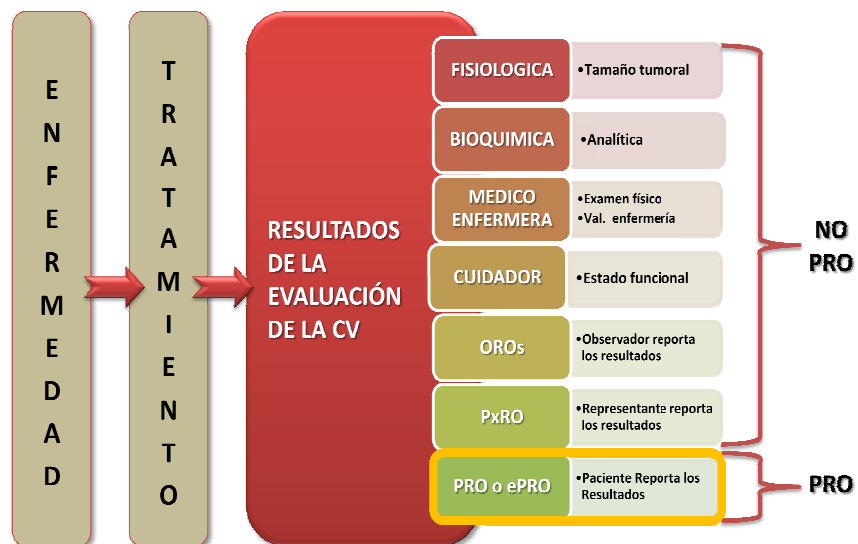 ENFERMEDAD
TRATAMIENTO
RESULTADOS
DE LA
EVALUACIÓN
DE LA CV
FISIOLOGICA
•Tamaño tumoral
BIOQUIMICA
•Analítica
MEDICO
ENFERMERA
•Examen físico
•Val. enfermería
CUIDADOR
•Estado funcional
OROs
•Observador reporta
los resultados
PxRO
•Representante reporta
los resultados
PRO o ePRO
•Paciente Reporta los
Resultados
NO
PRO
PRO